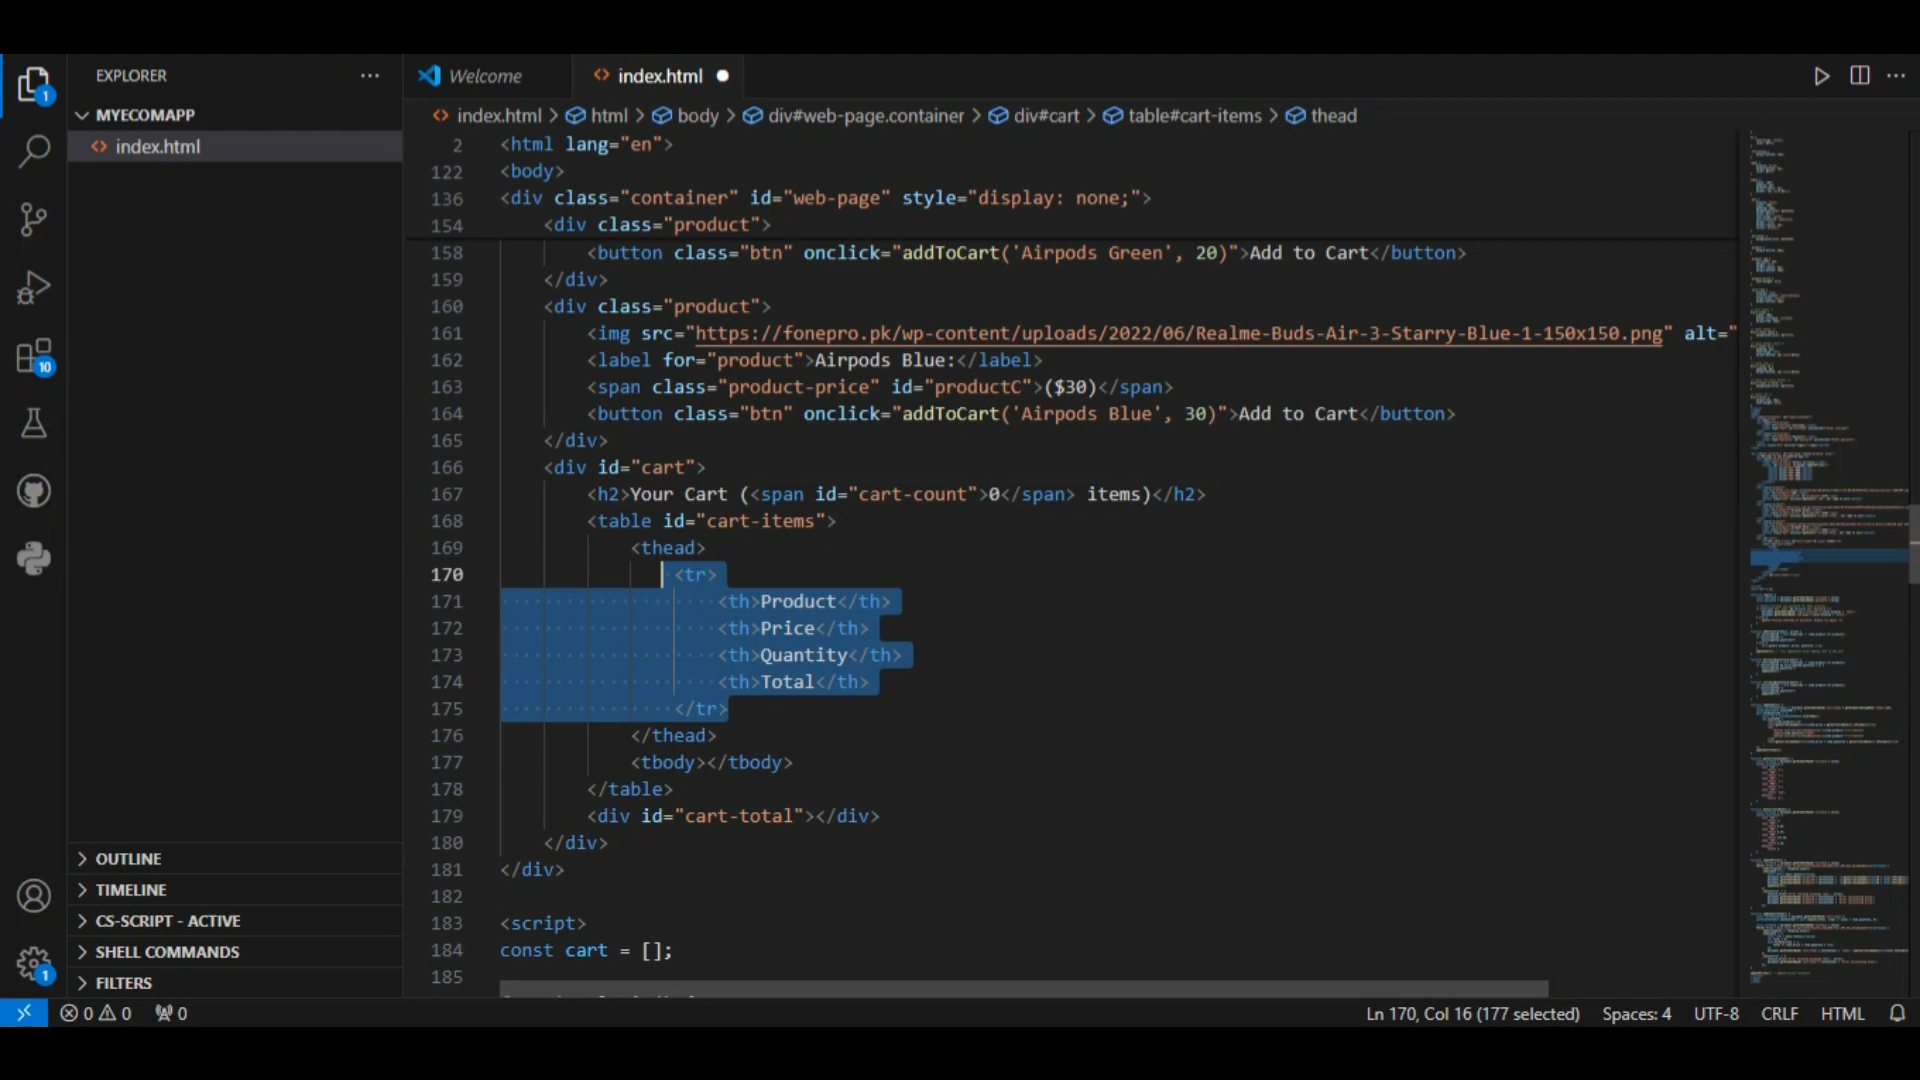 EXPLORER
Welcome
index.html
MYECOMAPP
index.html
index.html > html > body > div#web-page.container > div#cart > table#cart-items > thead
2 <html lang="en">
122 <body>
136 <div class="container" id="web-page" style="display: none;">
154 <div class="product">
158 <button class="btn" onclick="addToCart('Airpods Green', 20)">Add to Cart</button>
159 </div>
160 <div class="product">
161 <img src="https://fonepro.pk/wp-content/uploads/2022/06/Realme-Buds-Air-3-Starry-Blue-1-150x150.png" alt="
162 <label for="product">Airpods Blue:</label>
163 <span class="product-price" id="productC">($30)</span>
164 <button class="btn" onclick="addToCart('Airpods Blue', 30)">Add to Cart</button>
165 </div>
166 <div id="cart">
167 <h2>Your Cart (<span id="cart-count">0</span> items)</h2>
168 <table id="cart-items">
169 <thead>
170 <tr>
171 <th>Product</th>
172 <th>Price</th>
173 <th>Quantity</th>
174 <th>Total</th>
175 </tr>
176 </thead>
177 <tbody></tbody>
178 </table>
179 <div id="cart-total"></div>
180 </div>
181 </div>
182
183 <script>
184 const cart = [];
185
1
10
1
OUTLINE
TIMELINE
CS-SCRIPT - ACTIVE
SHELL COMMANDS
FILTERS
0 0 0
Ln 170, Col 16 (177 selected) Spaces: 4 UTF-8 CRLF HTML